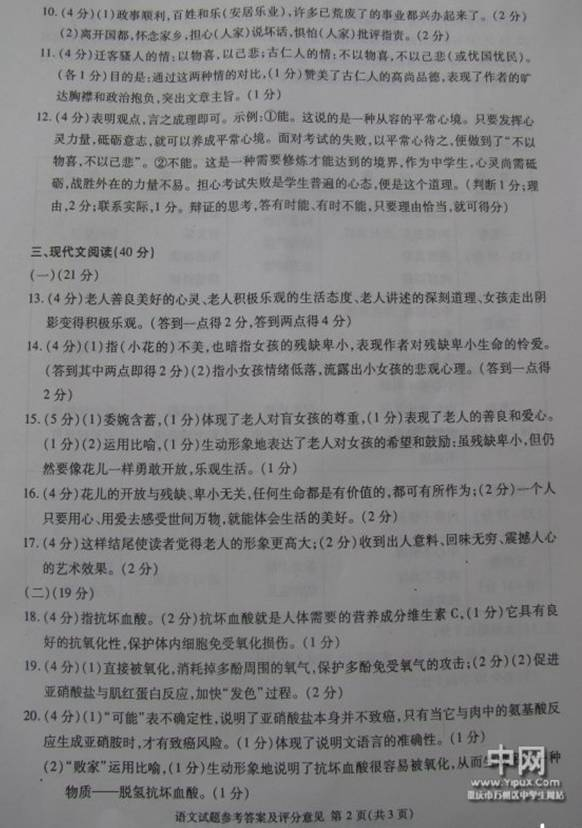 10. (4 分) (1) 政事顺利,百姓和乐(安居乐业),许多已荒废了的事业都兴办起来了。(2 分)
(2) 离开国都,怀念家乡,担心(人家)说坏话,惧怕(人家)批评指责。(2 分)
11. (4 分) 迁客骚人的情:以物喜,以己悲;古仁人的情:不以物喜,不以己悲(或忧国忧民)。
(各 1 分)目的是:通过这两种情的对比,(1 分)赞美了古仁人的高尚品德,表现了作者的旷
达胸襟和政治抱负,突出文章主旨。(1 分)
12. (4 分) 表明观点,言之成理即可。示例:①能。这说的是一种从容的平常心境。只要发挥心
灵力量,砥砺意志,就可以养成平常心境。面对考试的失败,以平常心待之,便做到了“不以
物喜,不以己悲”。②不能。这是一种需要修炼才能达到的境界,作为中学生,心灵尚需砥
砺,战胜外在的力量不易。担心考试失败是学生普遍的心态,便是这个道理。(判断 1 分;理
由,2 分;联系实际,1 分。辩证的思考,答有时能、有时不能,只要理由恰当,就可得分)
三、现代文阅读(40 分)
(一)(21 分)
13. (4 分)老人善良美好的心灵、老人积极乐观的生活态度、老人讲述的深刻道理、女孩走出阴
影变得积极乐观。(答到一点得 2 分,答到两点得 4 分)
14. (4 分)(1)指(小花的)不美,也暗指女孩的残缺卑小,表现作者对残缺卑小生命的怜爱。
(答到其中两点即得 2 分)(2)指小女孩情绪低落,流露出小女孩的悲观心理。(答到一点得
2 分)
15. (5 分)(1)委婉含蓄,(1 分)体现了老人对盲女孩的尊重,(1 分)表现了老人的善良和爱心。
(1 分)(2)运用比喻,(1 分)生动形象地表达了老人对女孩的希望和鼓励:虽残缺卑小,但仍
然要像花儿一样勇敢开放,乐观生活。(1 分)
16. (4 分)花儿的开放与残缺、卑小无关,任何生命都是有价值的,都可有所作为;(2 分)一个人
只要用心、用爱去感受世间万物,就能体会生活的美好。(2 分)
17. (4 分)这样结尾使读者觉得老人的形象更高大;(2 分)收到出人意料、回味无穷、震撼人心
的艺术效果。(2 分)
(二)(19 分)
18. (4 分)指抗坏血酸。(2 分)抗坏血酸就是人体需要的营养成分维生素 C,(1 分)它具有良
好的抗氧化性,保护体内细胞免受氧化损伤。(1 分)
19. (4 分)(1)直接被氧化,消耗掉多酚周围的氧气,保护多酚免受氧气的攻击;(2 分)(2)促进
亚硝酸盐与肌红蛋白反应,加快“发色”过程。(2 分)
20. (4 分)(1)“可能”表不确定性,说明了亚硝酸盐本身并不致癌,只有当它与肉中的氨基酸反
应生成亚硝胺时,才有致癌风险。(1 分)体现了说明文语言的准确性。(1 分)
(2)“败家”运用比喻,(1 分)生动形象地说明了抗坏血酸很容易被氧化,从而生 种
物质——脱氢抗坏血酸。(1 分)
语文试题参考答案及评分意见 第 2 页(共 3 页)
中网
www.Yipux.Com
重庆市万州区中学生网站